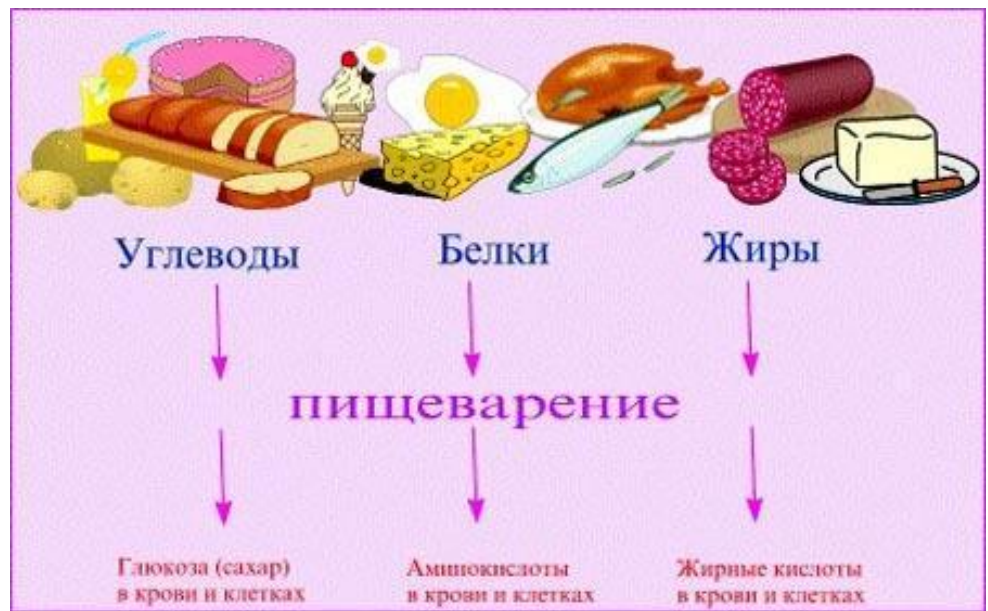 Углеводы Белки Жиры
пищеварение
Глюкоза (сахар) Аминокислоты Жирные кислоты
в крови и клетках в крови и клетках в крови и клетках